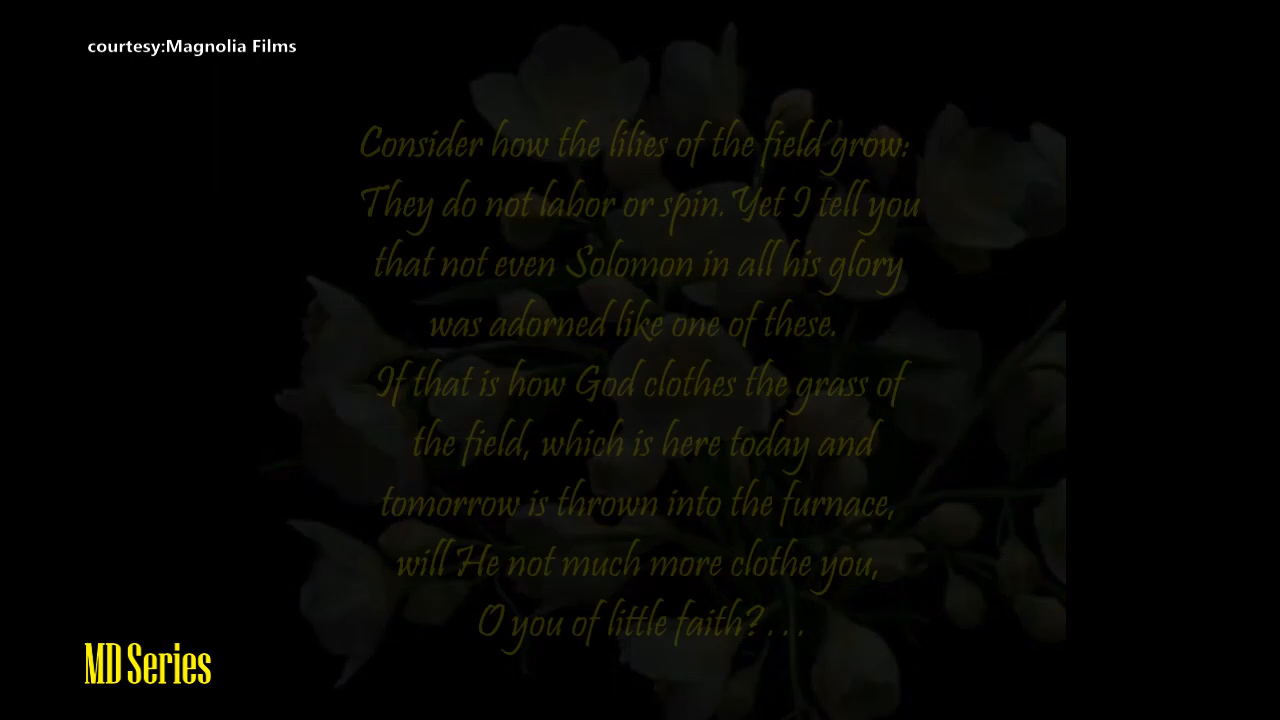 courtesy:Magnolia Films
Consider how the lilies of the field grow:
They do not labor or spin. Yet I tell you
that not even Solomon in all his glory
was adorned like one of these.
If that is how God clothes the grass of
the field, which is here today and
tomorrow is thrown into the furnace,
will He not much more clothe you,
O you of little faith? . . .
MD Series